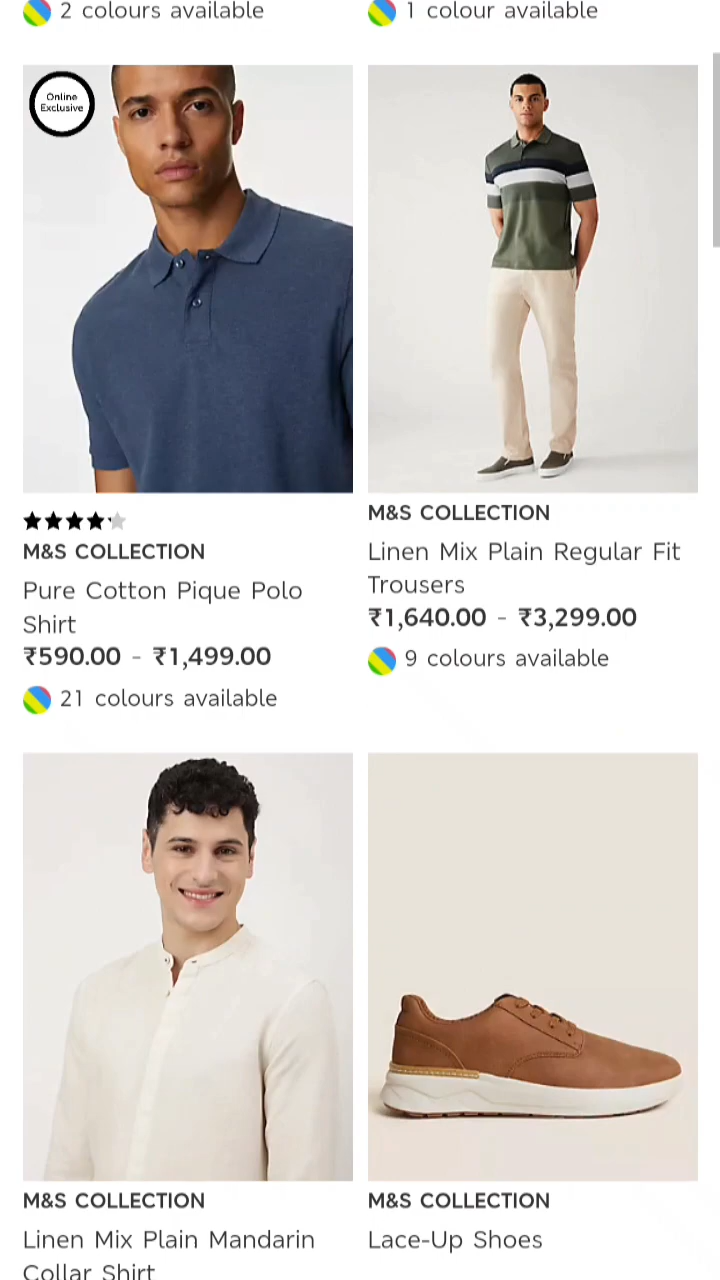 2 colours available
1 colour available
Online
Exclusive
M&S COLLECTION
Pure Cotton Pique Polo
Shirt
₹590.00 - ₹1,499.00
21 colours available
M&S COLLECTION
Linen Mix Plain Regular Fit
Trousers
₹1,640.00 - ₹3,299.00
9 colours available
M&S COLLECTION
Linen Mix Plain Mandarin
Collar Shirt
M&S COLLECTION
Lace-Up Shoes